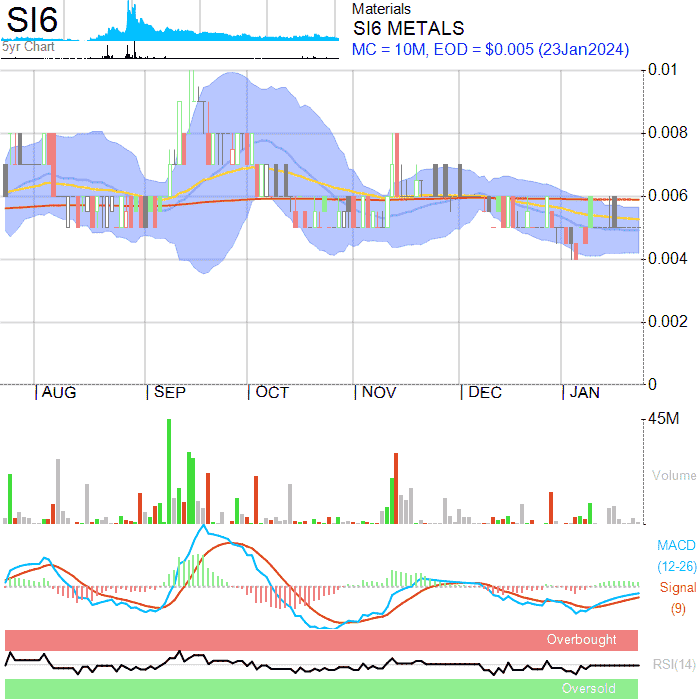 SI6
5yr Chart
Materials
SI6 METALS
MC = 10M, EOD = $0.005 (23Jan2024)
0.01
0.008
0.006
0.004
0.002
0
AUG
SEP
OCT
NOV
DEC
JAN
45M
Volume
MACD
(12-26)
Signal
(9)
Overbought
RSI(14)
Oversold